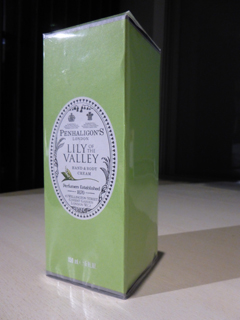 PENHALIGON'S
LONDON
LILY OF THE
VALLEY
HAND & BODY
CREAM
Perfumers Established
1870